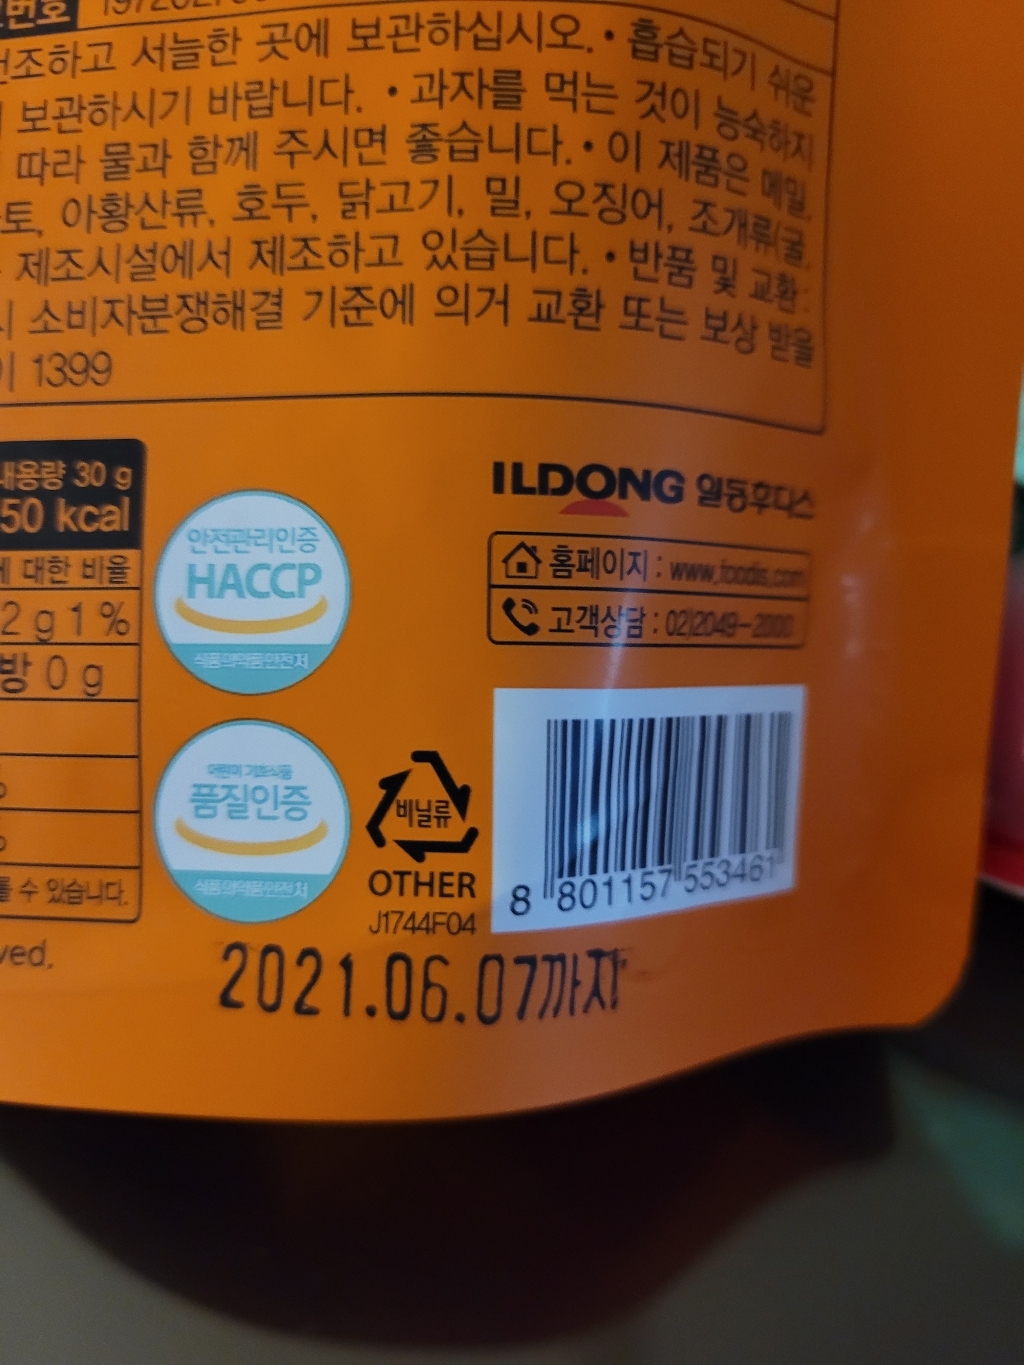 번호
건조하고 서늘한 곳에 보관하십시오. • 흡습되기 쉬운
보관하시기 바랍니다. • 과자를 먹는 것이 능숙하지
따라 물과 함께 주시면 좋습니다. • 이 제품은 메밀,
토, 아황산류, 호두, 닭고기, 밀, 오징어, 조개류(굴,
제조시설에서 제조하고 있습니다. • 반품 및 교환:
시 소비자분쟁해결 기준에 의거 교환 또는 보상 받을
1399
내용량 30 g
50 kcal
에 대한 비율
2 g 1 %
방 0 g
%
%
를 수 있습니다.
ved.
안전관리인증
HACCP
식품의약품안전처
어린이 기호식품
품질인증
식품의약품안전처
비닐류
OTHER
J1744F04
ILDONG 일동후디스
홈페이지 : www.foodis.com
고객상담 : 02)2049-2000
8 801157 553461
2021.06.07까지